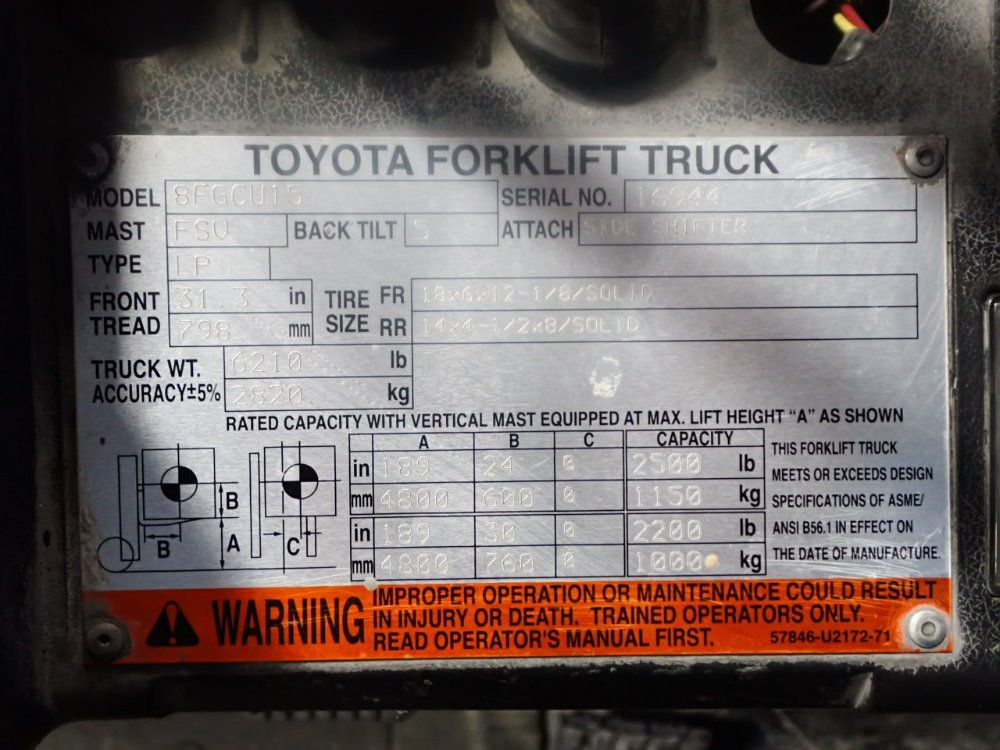 TOYOTA FORKLIFT TRUCK
MODEL 8FGCU15 SERIAL NO. 16944
MAST FSV BACK TILT 5 ATTACH SIDE SHIFTER
TYPE LP
FRONT TREAD 31.3 in 798 mm
TIRE SIZE FR 18x6x12-1/8/SOLID
RR 14x4-1/2x8/SOLID
TRUCK WT. 6210 lb
ACCURACY±5% 2820 kg
RATED CAPACITY WITH VERTICAL MAST EQUIPPED AT MAX. LIFT HEIGHT "A" AS SHOWN
A B C CAPACITY
in 189 24 0 2500 lb
mm 4800 600 0 1150 kg
in 189 30 0 2200 lb
mm 4800 760 0 1000 kg
B
B A C
THIS FORKLIFT TRUCK
MEETS OR EXCEEDS DESIGN
SPECIFICATIONS OF ASME/
ANSI B56.1 IN EFFECT ON
THE DATE OF MANUFACTURE.
WARNING
IMPROPER OPERATION OR MAINTENANCE COULD RESULT
IN INJURY OR DEATH. TRAINED OPERATORS ONLY.
READ OPERATOR'S MANUAL FIRST. 57846-U2172-71